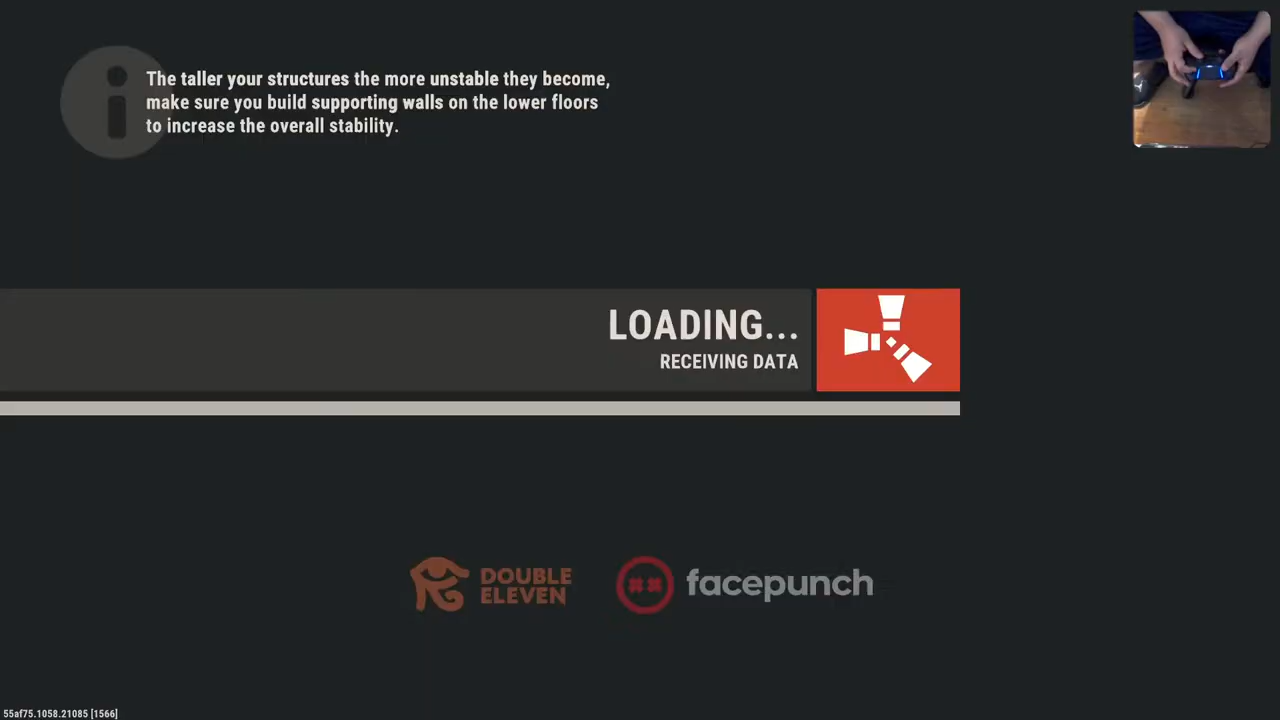 The taller your structures the more unstable they become,
make sure you build supporting walls on the lower floors
to increase the overall stability.
LOADING...
RECEIVING DATA
DOUBLE
ELEVEN
facepunch
55af75.1058.21085 [1566]